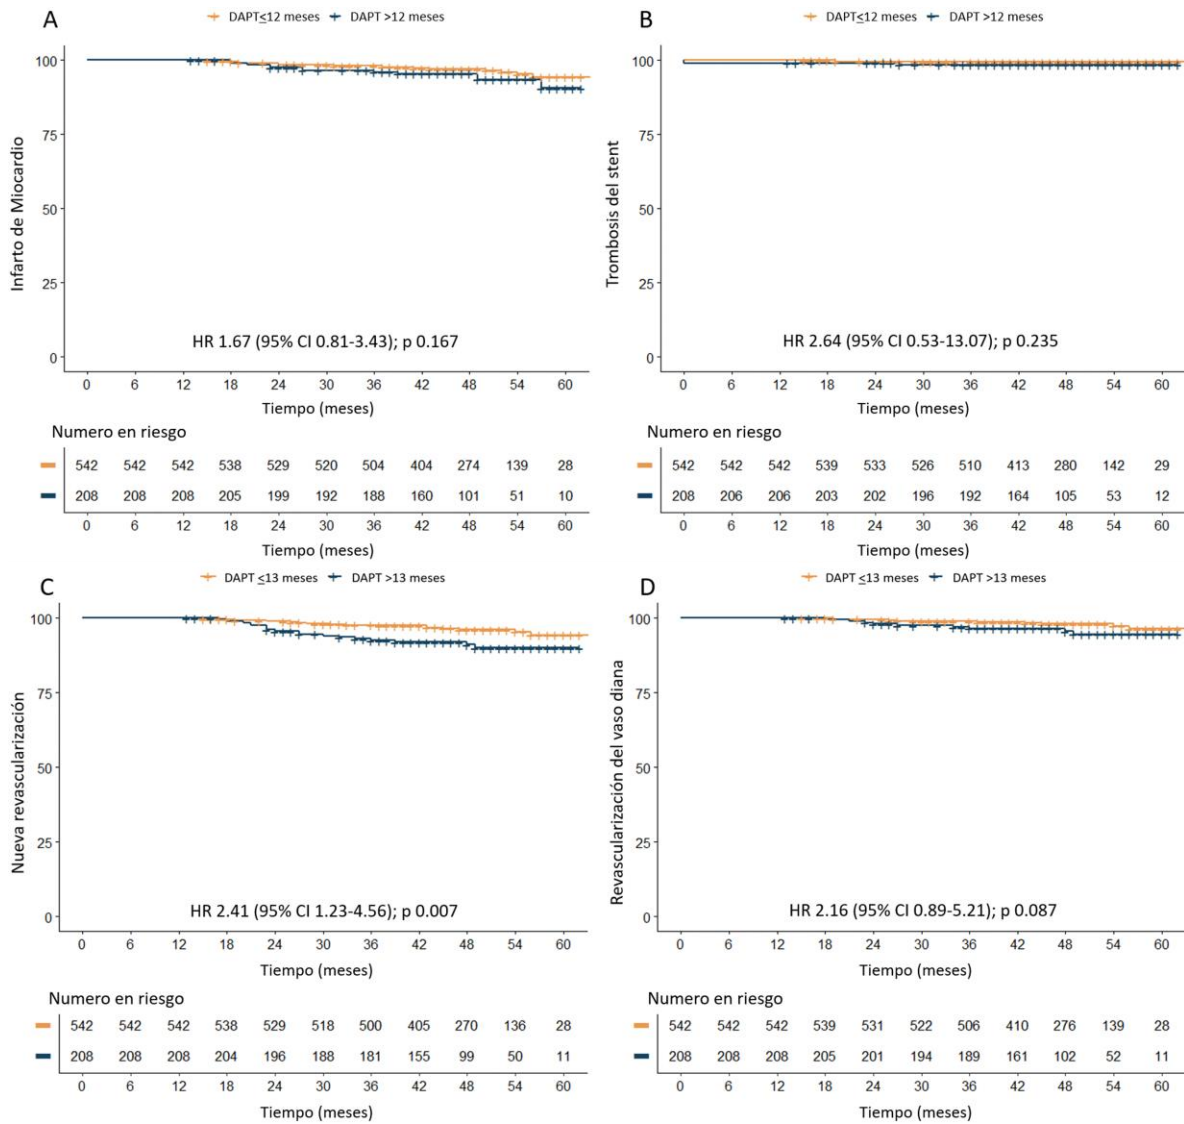 A
DAPT≤12 meses DAPT >12 meses
100
75
50
25
0
Infarto de Miocardio
HR 1.67 (95% CI 0.81-3.43); p 0.167
0 6 12 18 24 30 36 42 48 54 60
Tiempo (meses)
Numero en riesgo
542 542 542 538 529 520 504 404 274 139 28
208 208 208 205 199 192 188 160 101 51 10
0 6 12 18 24 30 36 42 48 54 60
Tiempo (meses)
B
DAPT≤12 meses DAPT >12 meses
100
75
50
25
0
Trombosis del stent
HR 2.64 (95% CI 0.53-13.07); p 0.235
0 6 12 18 24 30 36 42 48 54 60
Tiempo (meses)
Numero en riesgo
542 542 542 539 533 526 510 413 280 142 29
208 206 206 203 202 196 192 164 105 53 12
0 6 12 18 24 30 36 42 48 54 60
Tiempo (meses)
C
DAPT ≤13 meses DAPT >13 meses
100
75
50
25
0
Nueva revascularización
HR 2.41 (95% CI 1.23-4.56); p 0.007
0 6 12 18 24 30 36 42 48 54 60
Tiempo (meses)
Numero en riesgo
542 542 542 538 529 518 500 405 270 136 28
208 208 208 204 196 188 181 155 99 50 11
0 6 12 18 24 30 36 42 48 54 60
Tiempo (meses)
D
DAPT ≤13 meses DAPT >13 meses
100
75
50
25
0
Revascularización del vaso diana
HR 2.16 (95% CI 0.89-5.21); p 0.087
0 6 12 18 24 30 36 42 48 54 60
Tiempo (meses)
Numero en riesgo
542 542 542 539 531 522 506 410 276 139 28
208 208 208 205 201 194 189 161 102 52 11
0 6 12 18 24 30 36 42 48 54 60
Tiempo (meses)